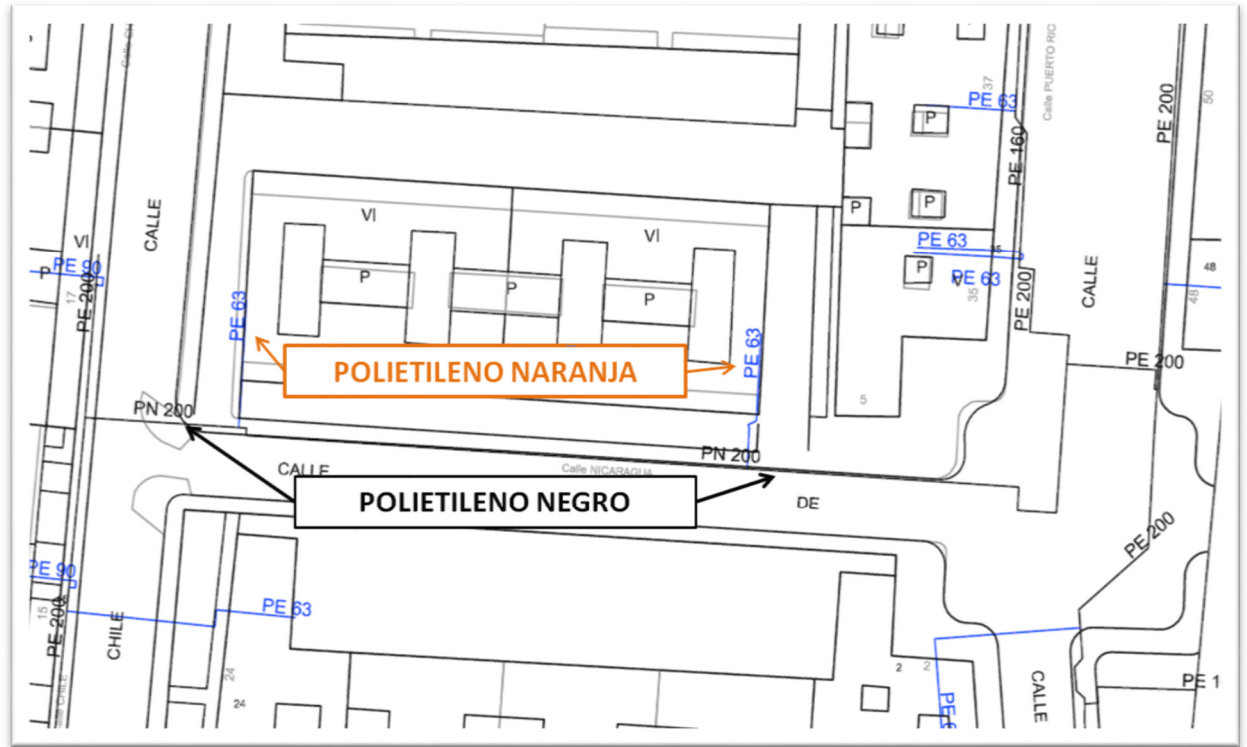 PE 63
37
Calle PUERTO RIC
PE 200
50
P
PE 160
CALLE
Vl
Vl
P
P
Vl
PE 63
35
48
P
PE 90
P
P
P
P
PE 63
35
48
CALLE
17
PE 200
PE 63
PE 63
PE 200
POLIETILENO NARANJA
PE 200
PN 200
5
CALLE
Calle NICARAGUA
PN 200
POLIETILENO NEGRO
DE
PE 200
PE 90
PE 63
15
PE 200
CHILE
24
24
2
2
CALLE
PE 1